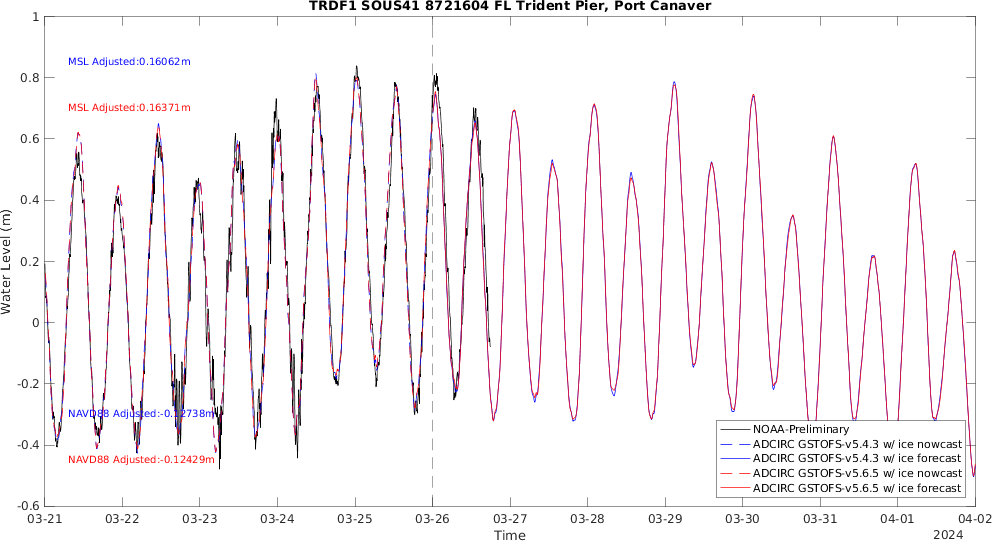 TRDF1 SOUS41 8721604 FL Trident Pier, Port Canaver
Water Level (m)
1
0.8
0.6
0.4
0.2
0
-0.2
-0.4
-0.6
MSL Adjusted:0.16062m
MSL Adjusted:0.16371m
NAVD88 Adjusted:-0.12738m
NAVD88 Adjusted:-0.12429m
NOAA-Preliminary
ADCIRC GSTOFS-v5.4.3 w/ ice nowcast
ADCIRC GSTOFS-v5.4.3 w/ ice forecast
ADCIRC GSTOFS-v5.6.5 w/ ice nowcast
ADCIRC GSTOFS-v5.6.5 w/ ice forecast
03-21 03-22 03-23 03-24 03-25 03-26 03-27 03-28 03-29 03-30 03-31 04-01 04-02
Time
2024